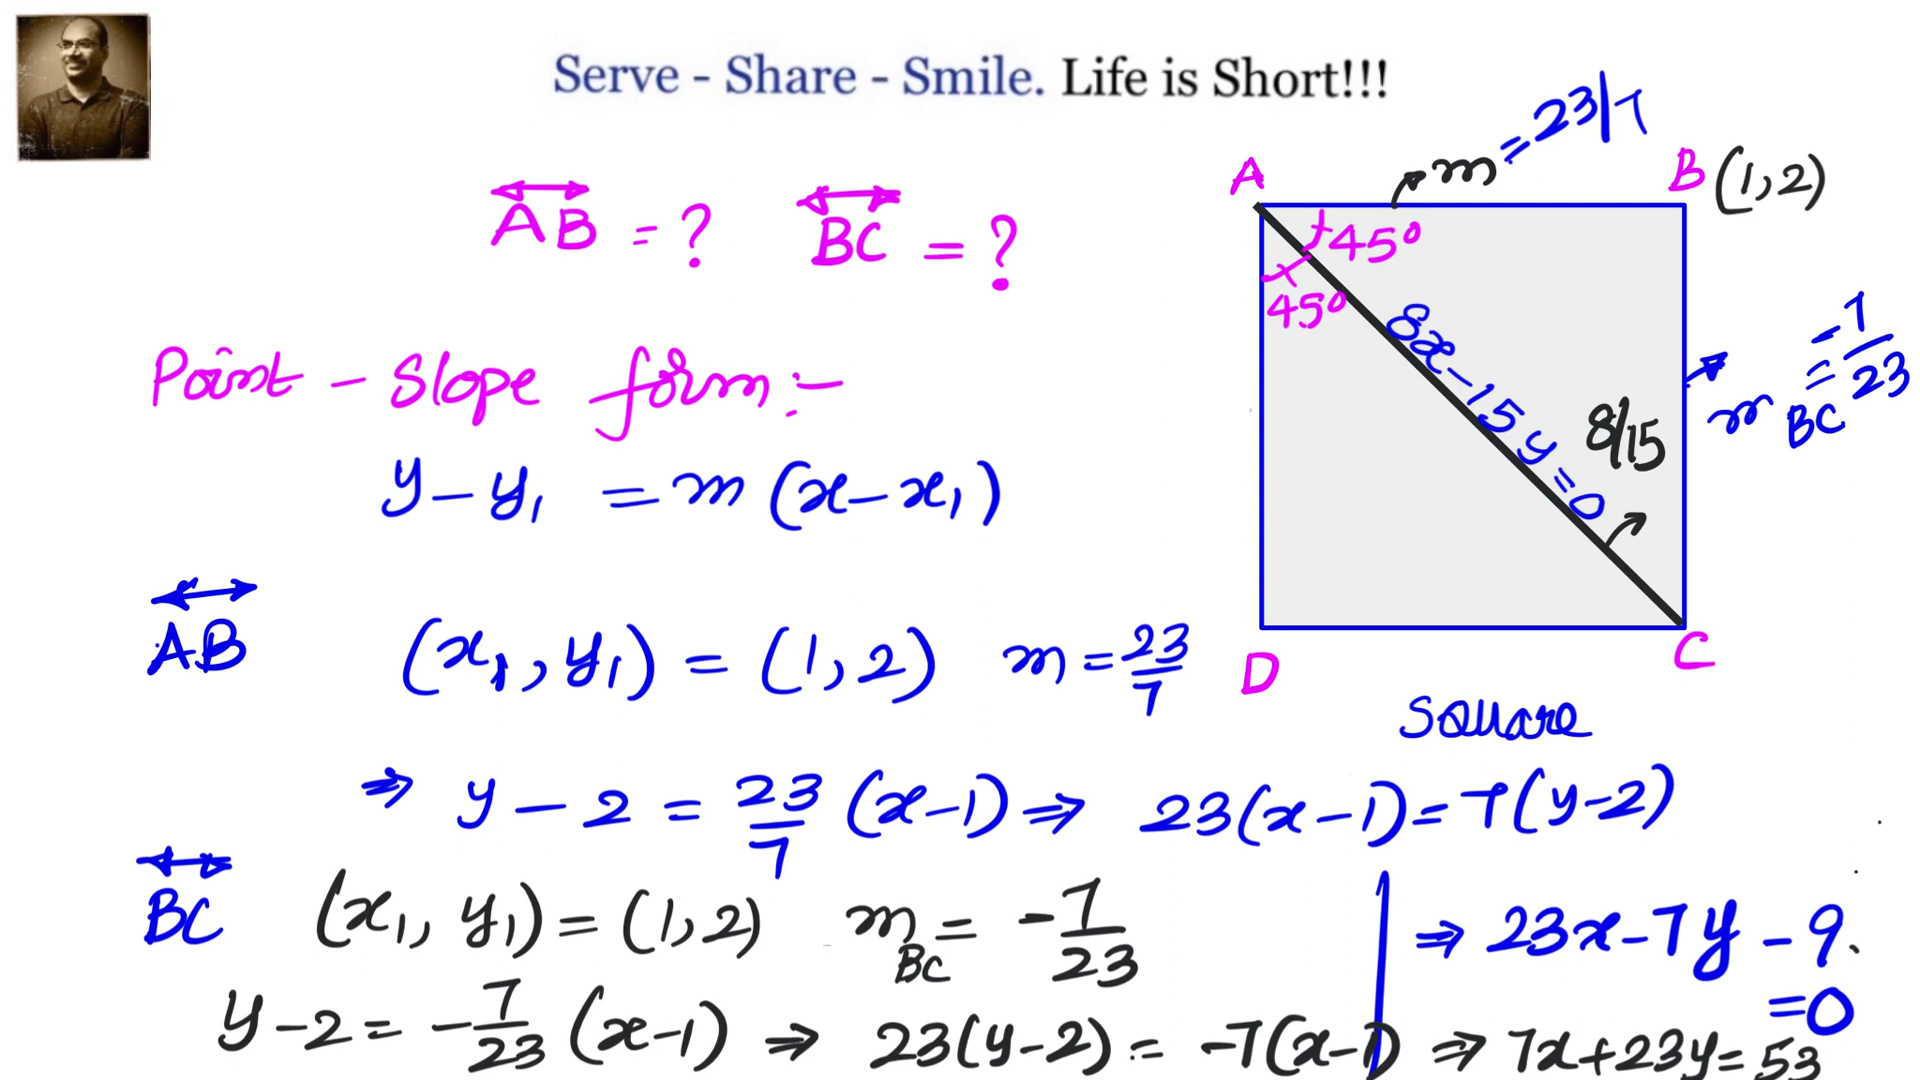 Serve - Share - Smile. Life is Short!!!
AB = ? BC = ?
Point - Slope form :-
y - y₁ = m (x - x₁)
AB (x₁, y₁) = (1, 2) m = 23/7
⇒ y - 2 = 23/7 (x - 1) ⇒ 23(x - 1) = 7(y - 2)
⇒ 23x - 7y - 9
= 0
BC (x₁, y₁) = (1, 2) m BC = -7/23
y - 2 = -7/23 (x - 1) ⇒ 23(y - 2) = -7(x - 1) ⇒ 7x + 23y = 53
m = 23/7
A B (1, 2)
45°
45°
8x - 15y = 0
8/15
m BC = -7/23
D C
Square